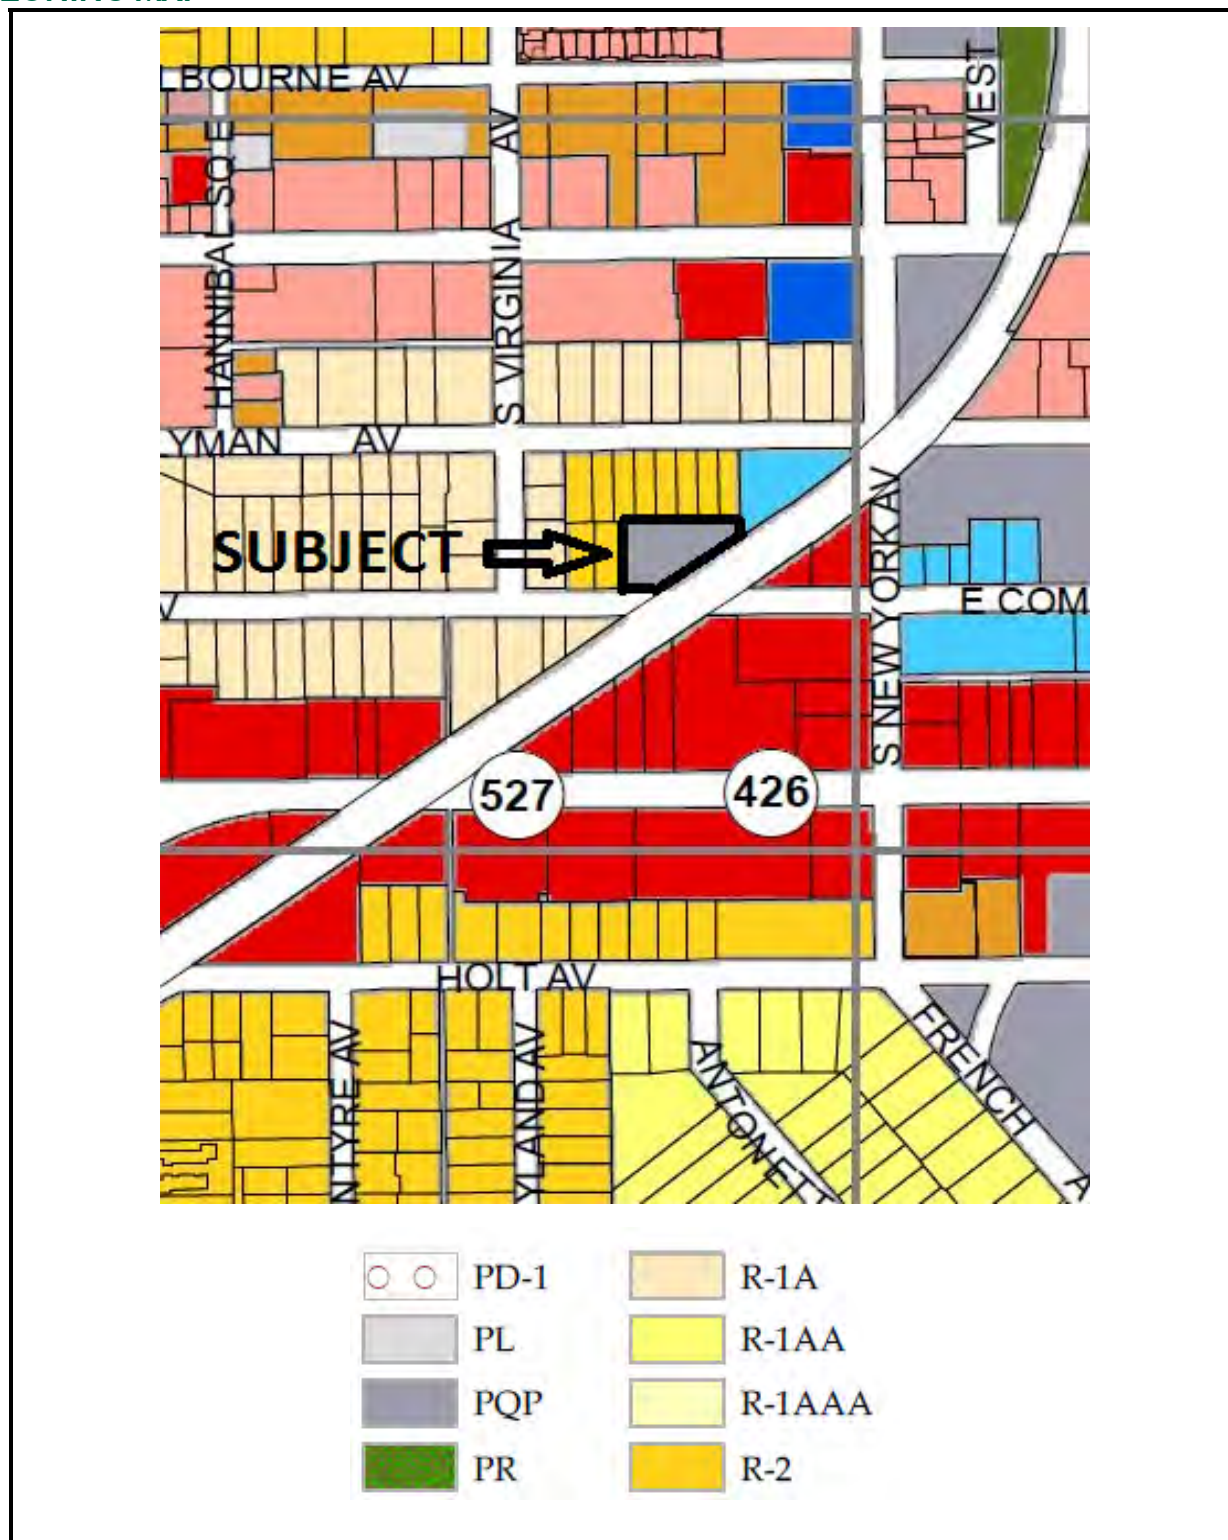 LBOURNE AV
WEST
HANNIBAL SQ E
S VIRGINIA AV
YMAN AV
SUBJECT
S NEW YORK AV
V
E COM
527
426
HOLT AV
NTYRE AV
YLAND AV
ANTONETT
FRENCH A
PD-1
R-1A
PL
R-1AA
PQP
R-1AAA
PR
R-2